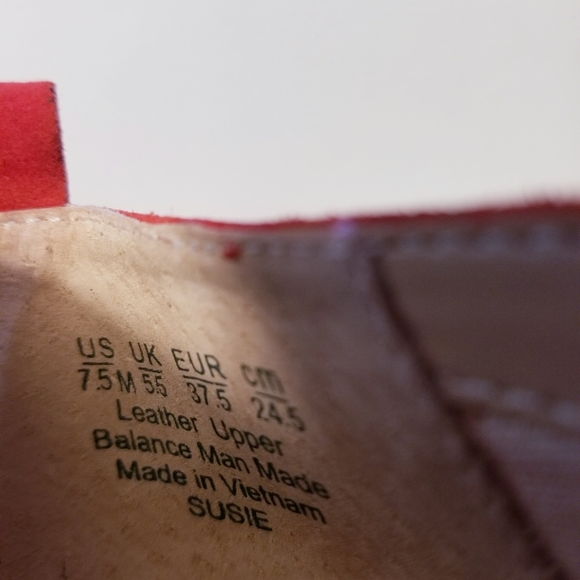 US UK EUR cm
7.5M 5.5 37.5 24.5
Leather Upper
Balance Man Made
Made in Vietnam
SUSIE